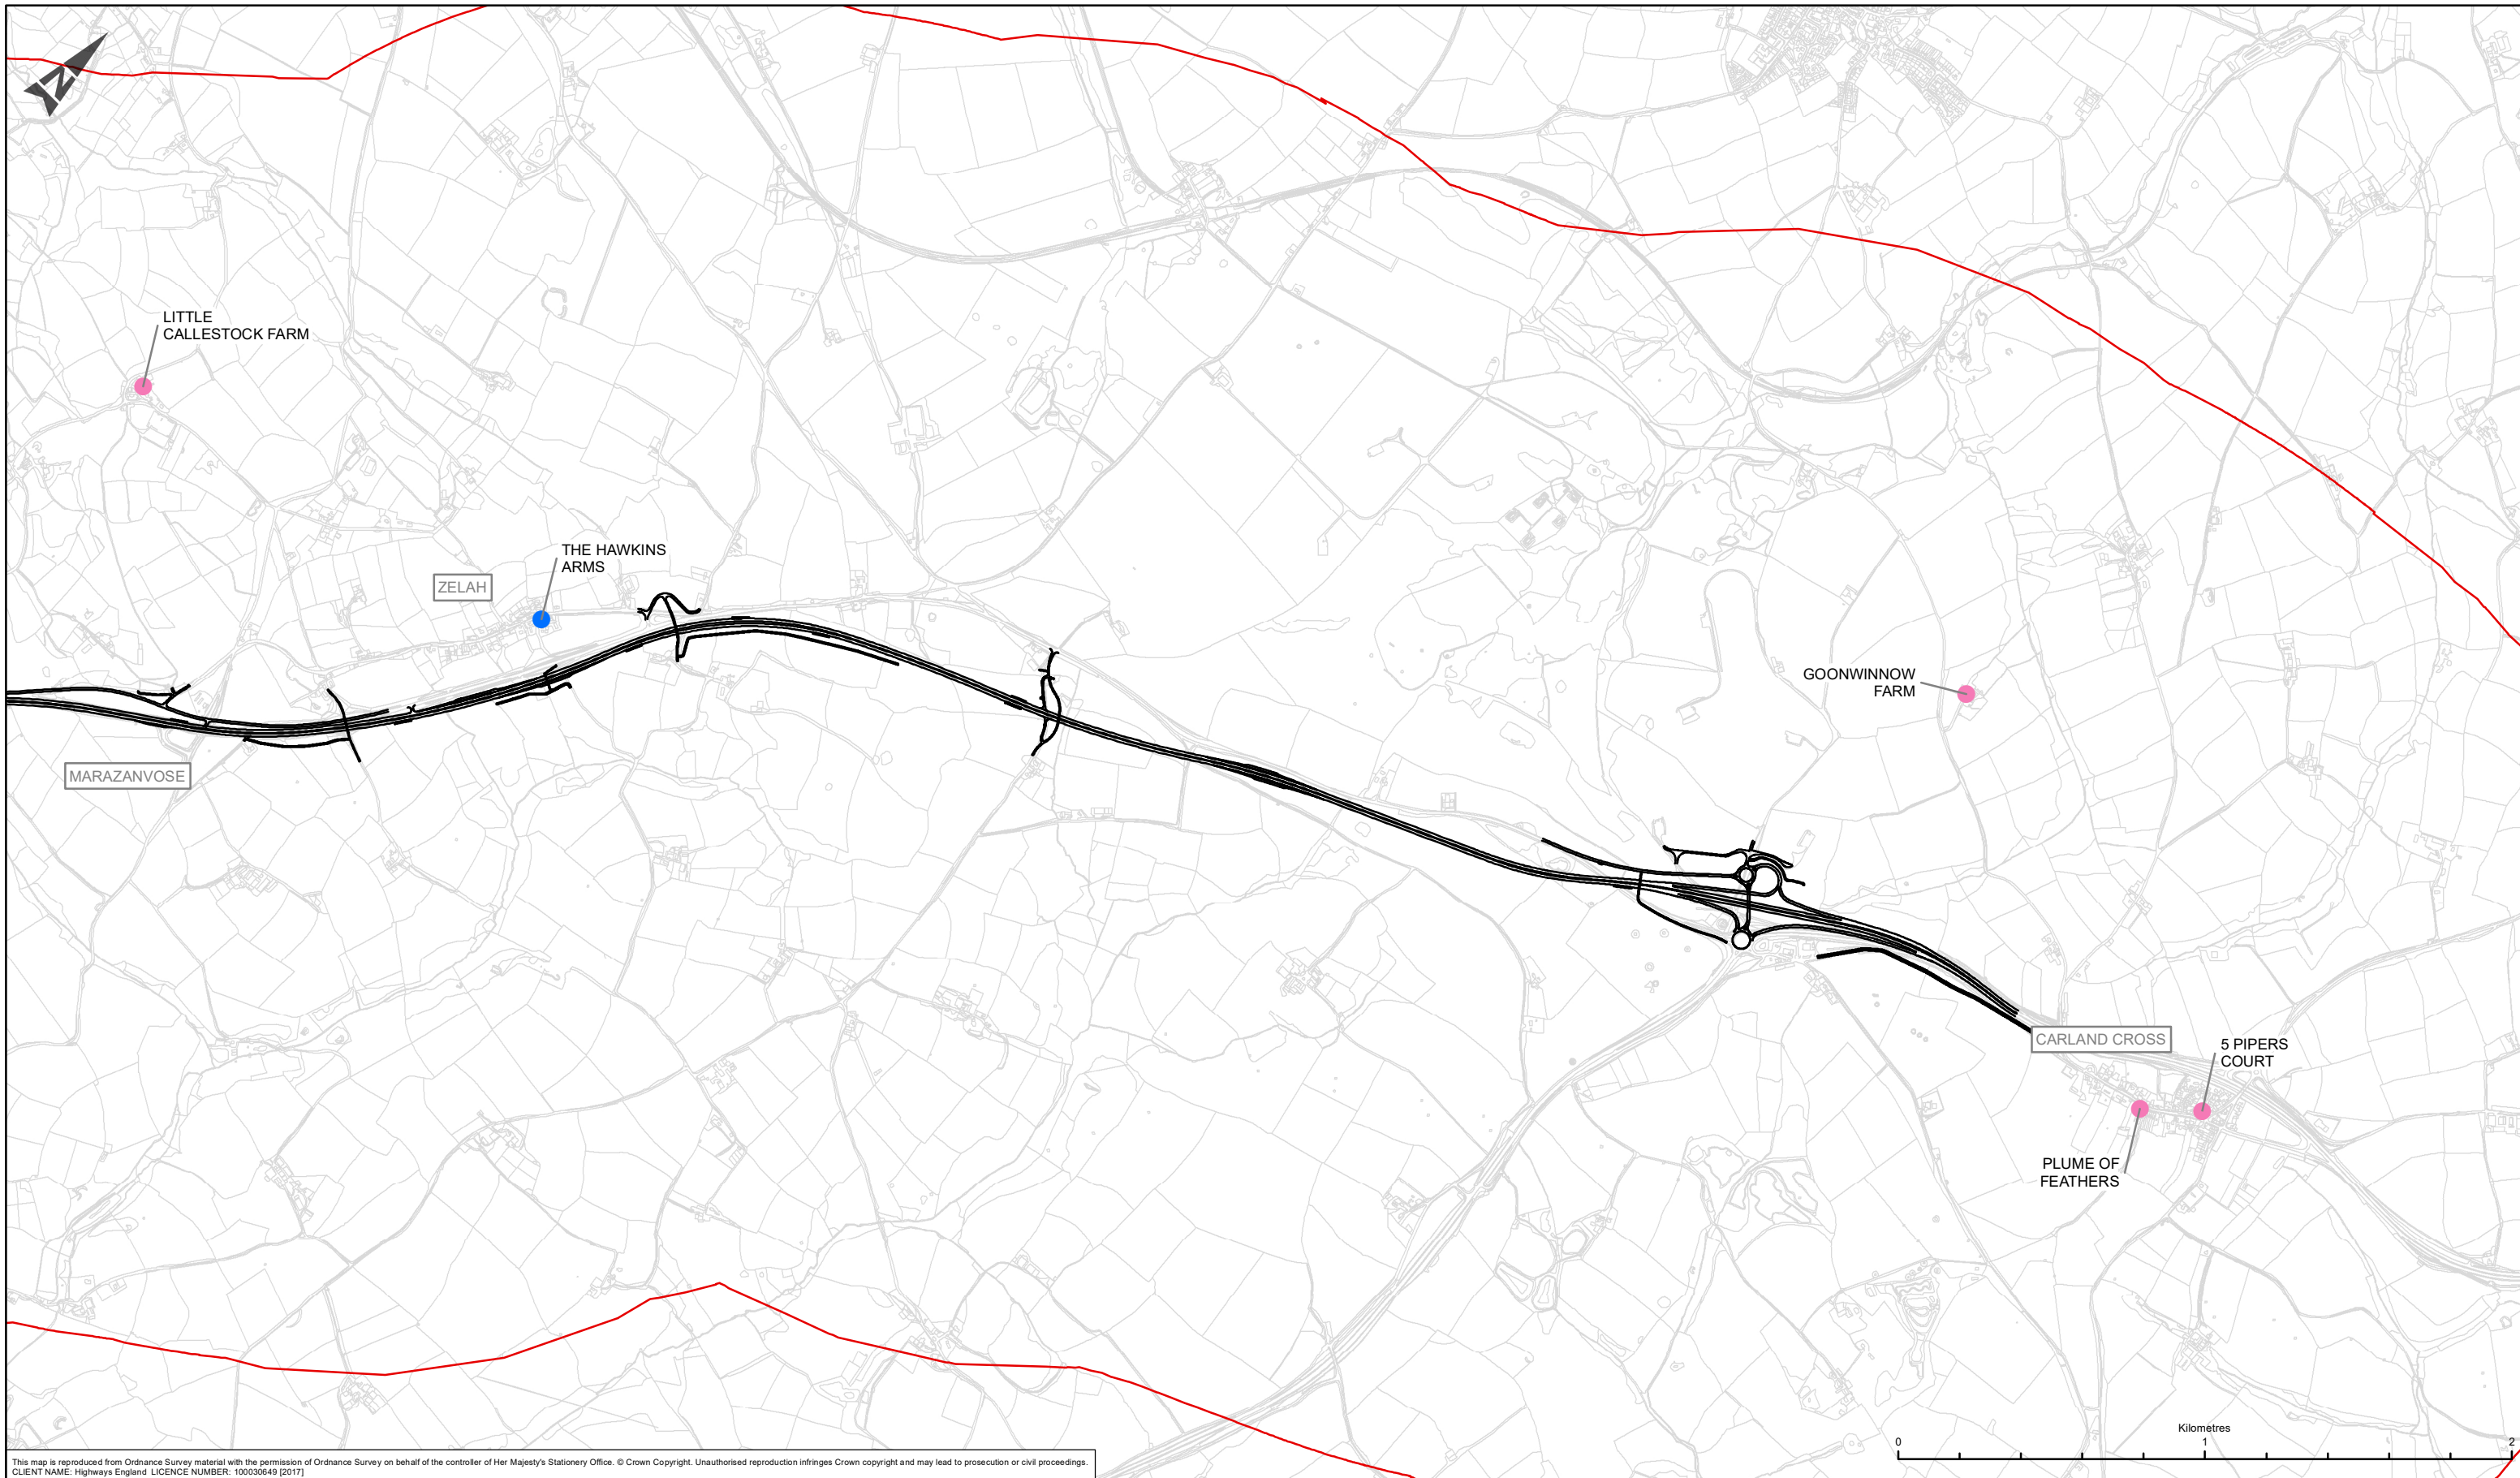 N
LITTLE
CALLESTOCK FARM
THE HAWKINS
ARMS
ZELAH
GOONWINNOW
FARM
MARAZANVOSE
CARLAND CROSS
5 PIPERS
COURT
PLUME OF
FEATHERS
Kilometres
0 1 2
This map is reproduced from Ordnance Survey material with the permission of Ordnance Survey on behalf of the controller of Her Majesty's Stationery Office. © Crown Copyright. Unauthorised reproduction infringes Crown copyright and may lead to prosecution or civil proceedings.
CLIENT NAME: Highways England LICENCE NUMBER: 100030649 [2017]